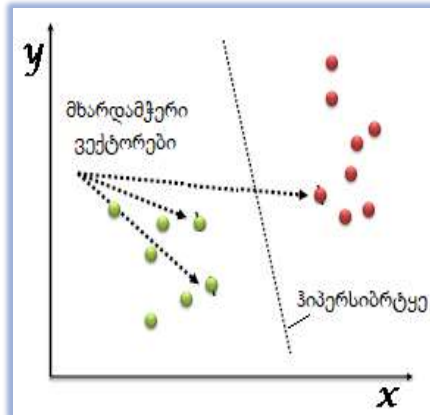 y
მხარდამჭერი
ვექტორები
ჰიპერსიბრტყე
x